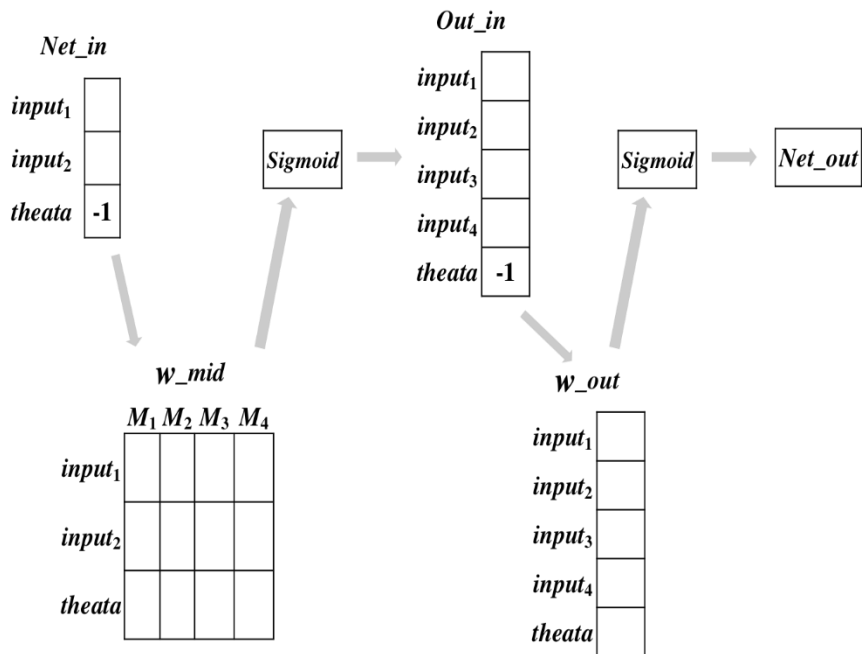 Net_in
input₁
input₂
theata -1
Sigmoid
Out_in
input₁
input₂
input₃
input₄
theata -1
Sigmoid
Net_out
w_mid
M₁ M₂ M₃ M₄
input₁
input₂
theata
w_out
input₁
input₂
input₃
input₄
theata